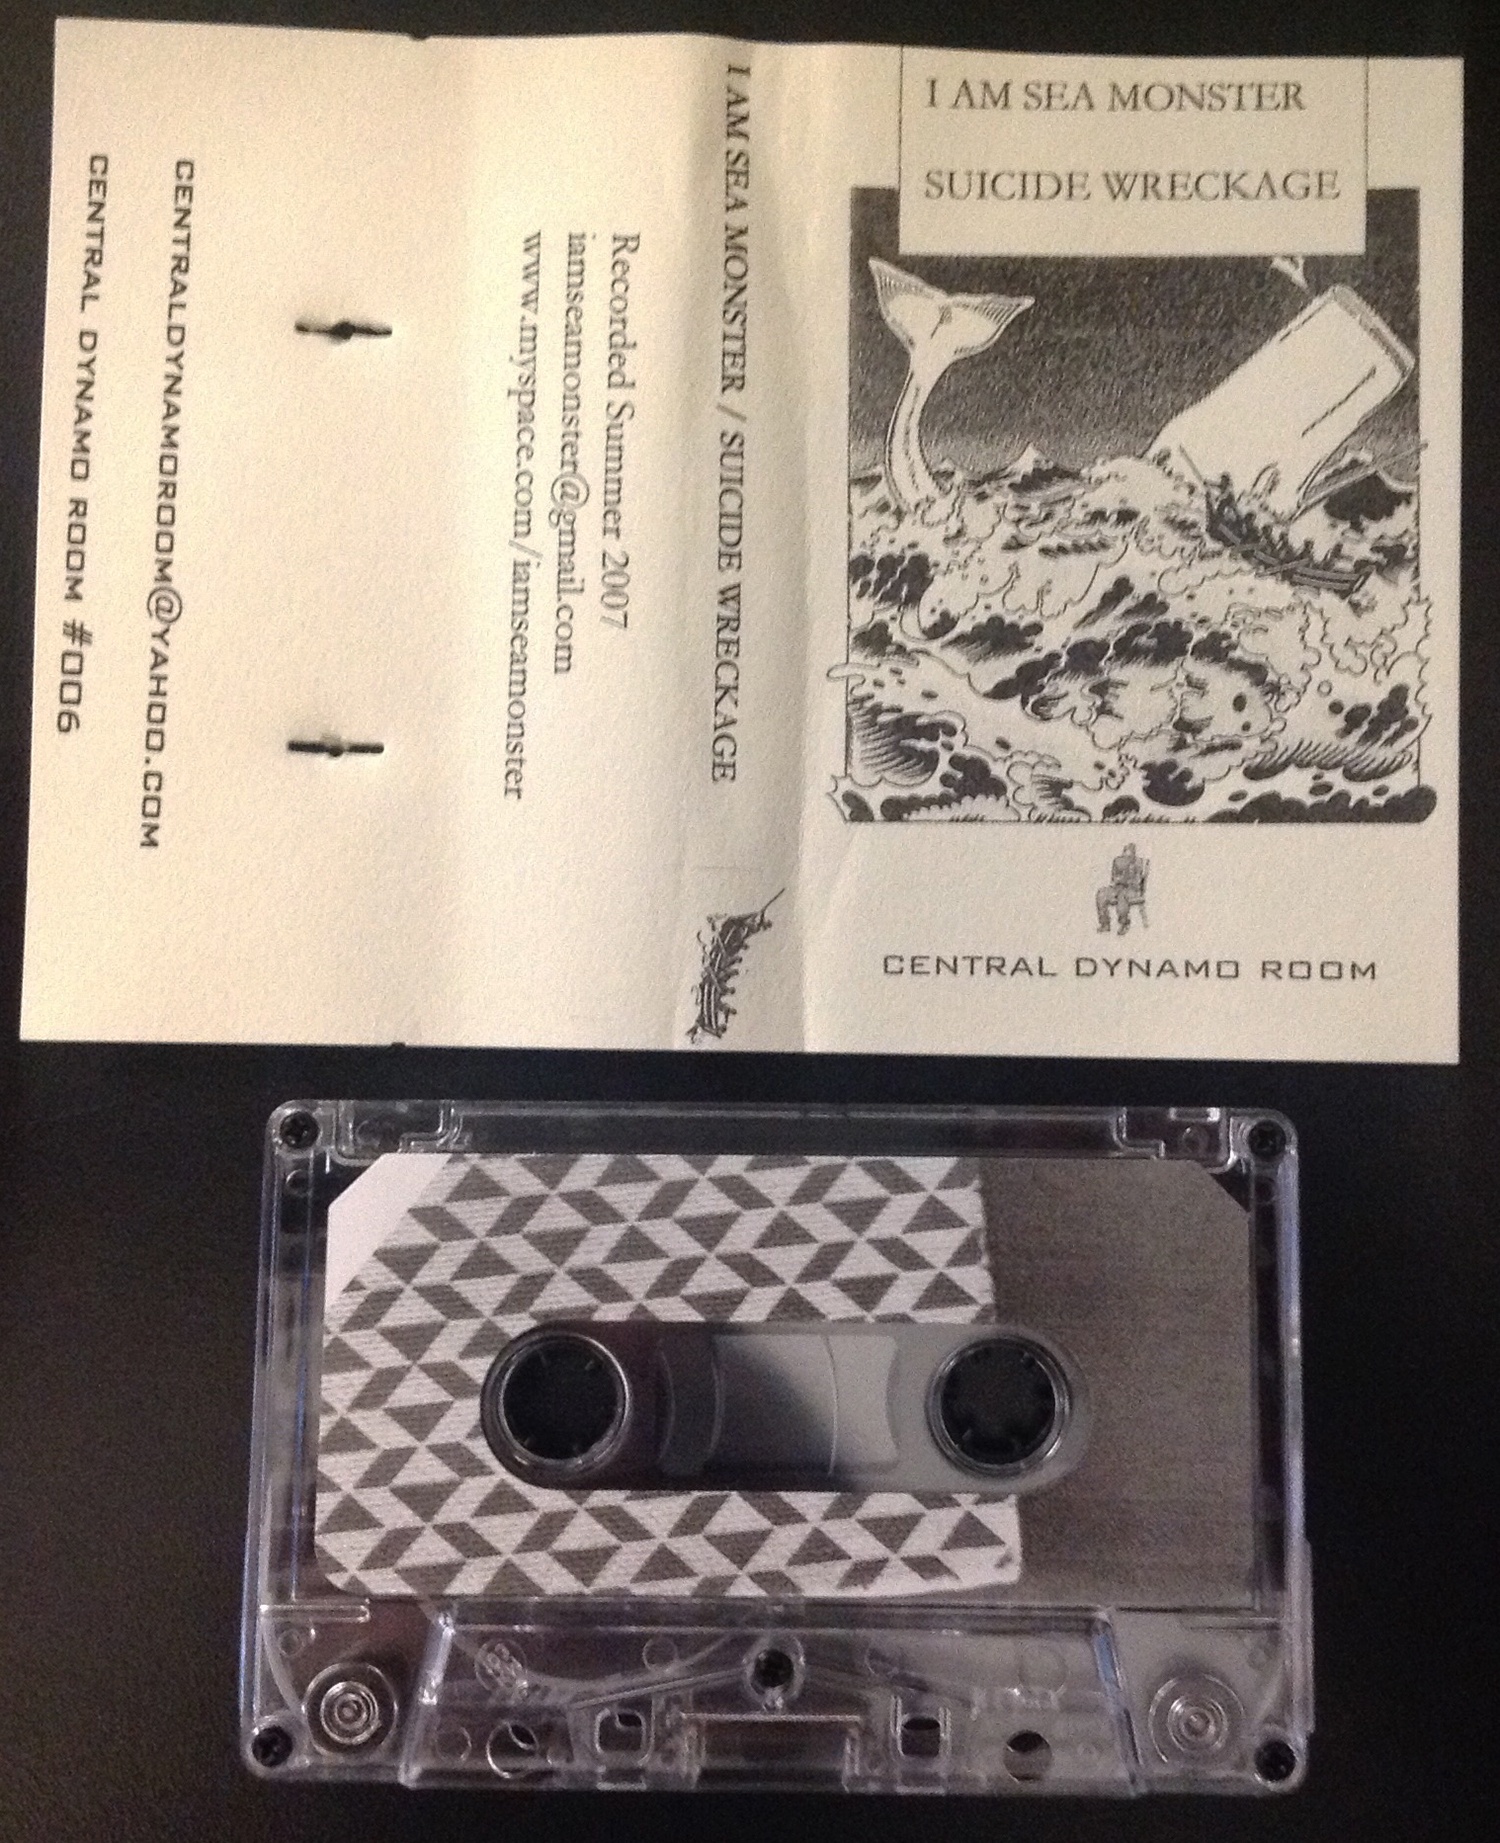 I AM SEA MONSTER
SUICIDE WRECKAGE
CENTRAL DYNAMO ROOM
I AM SEA MONSTER / SUICIDE WRECKAGE
Recorded Summer 2007
iamseamonster@gmail.com
www.myspace.com/iamseamonster
CENTRALDYNAMOROOM@YAHOO.COM
CENTRAL DYNAMO ROOM #006